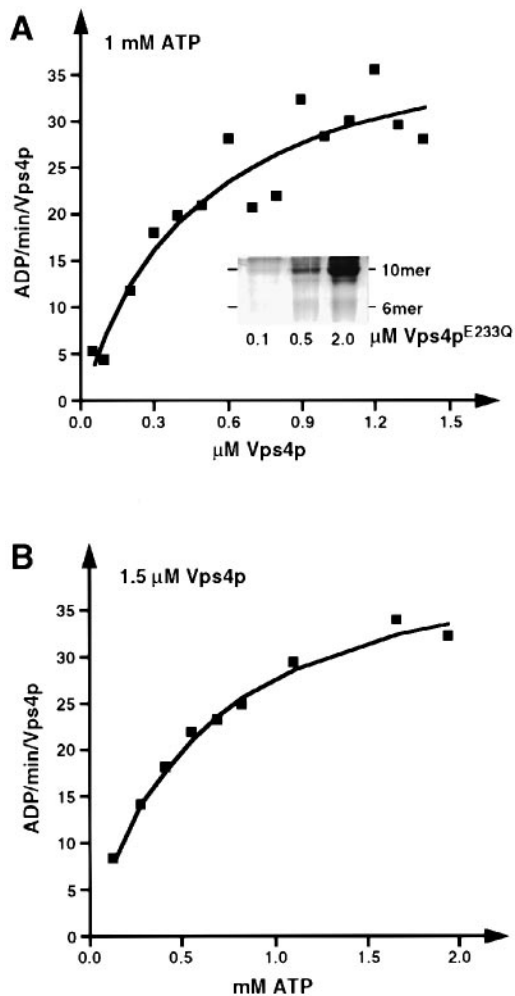 A
1 mM ATP
35
30
25
20
15
10
5
0
ADP/min/Vps4p
10mer
6mer
0.1 0.5 2.0 μM Vps4pE233Q
0.0 0.3 0.6 0.9 1.2 1.5
μM Vps4p
B
1.5 μM Vps4p
35
30
25
20
15
10
5
0
ADP/min/Vps4p
0.0 0.5 1.0 1.5 2.0
mM ATP